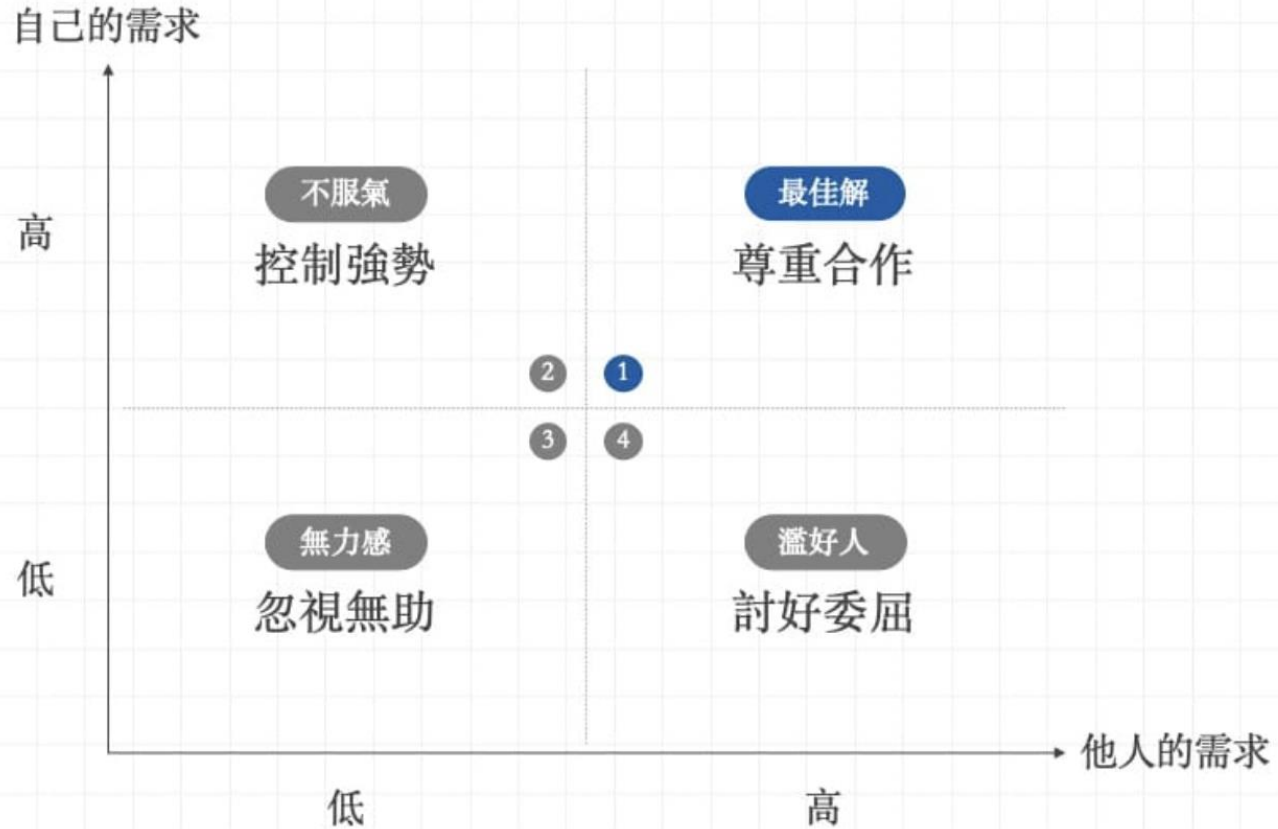 自己的需求
高
不服氣
控制強勢
最佳解
尊重合作
2
1
3
4
低
無力感
忽視無助
濫好人
討好委屈
他人的需求
低
高